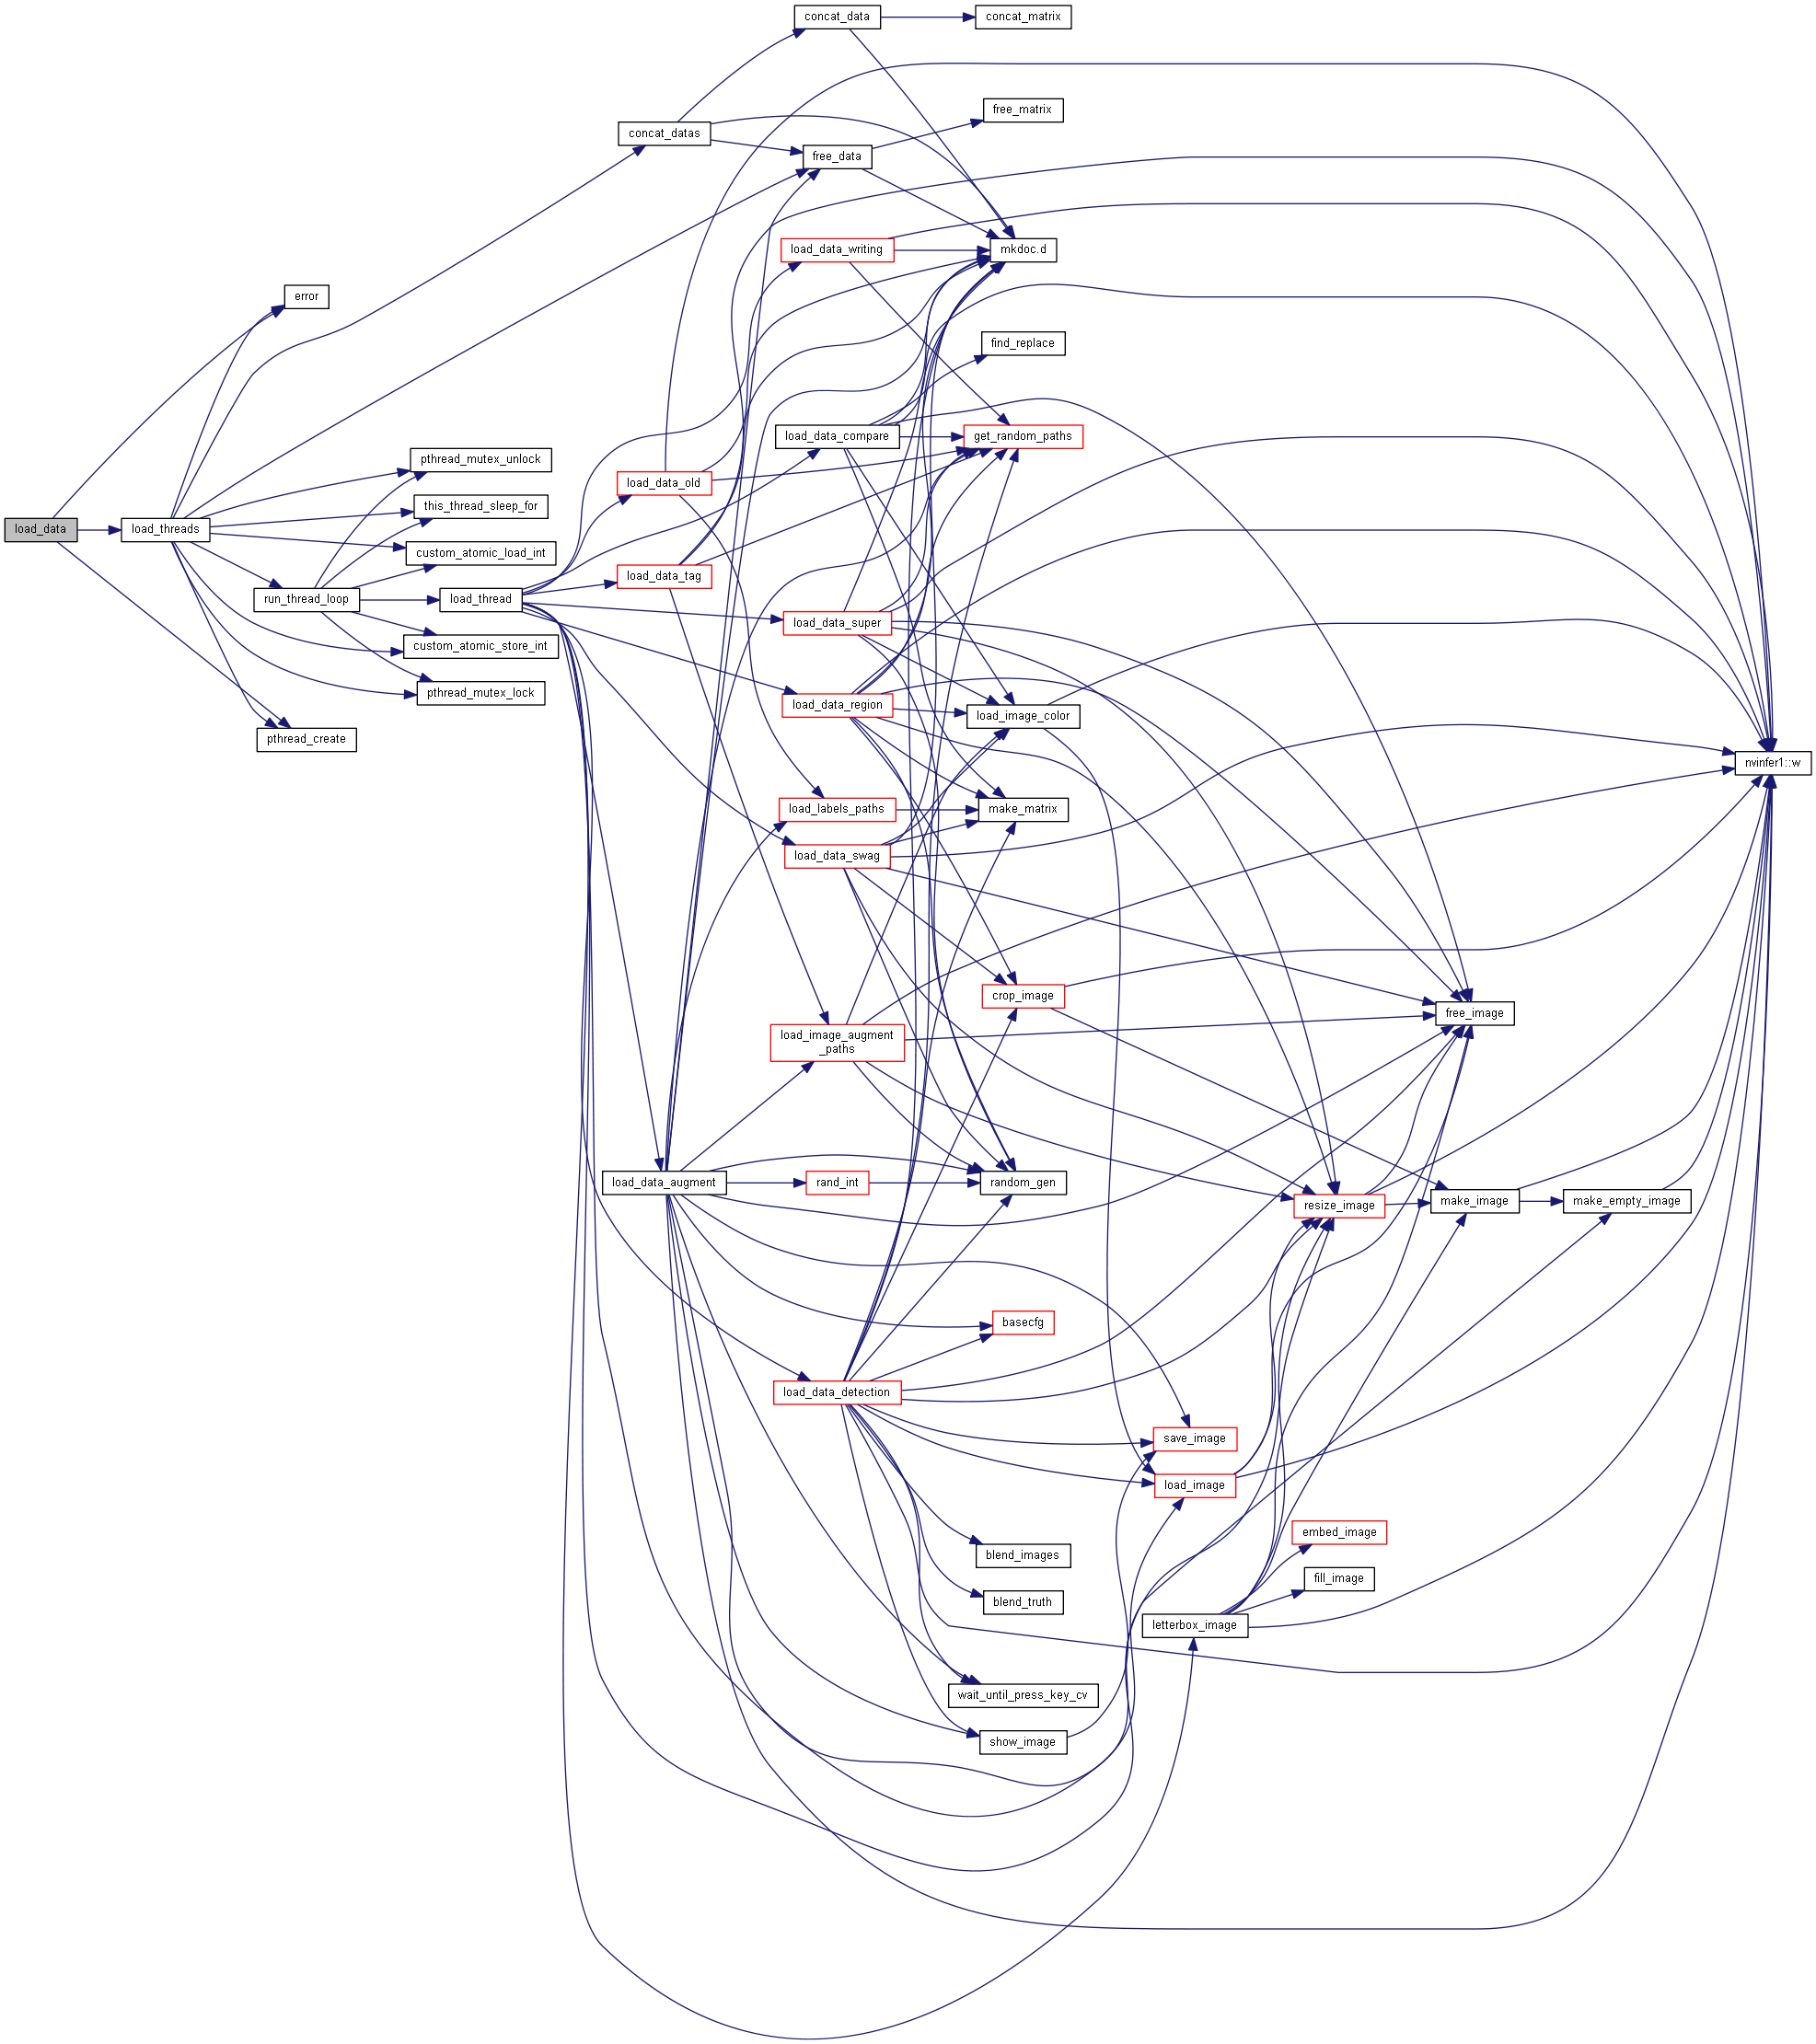 concat_data
concat_matrix
free_matrix
concat_datas
free_data
load_data_writing
mkdoc.d
error
find_replace
load_data_compare
get_random_paths
pthread_mutex_unlock
load_data_old
this_thread_sleep_for
load_data
load_threads
custom_atomic_load_int
load_data_tag
run_thread_loop
load_thread
load_data_super
custom_atomic_store_int
pthread_mutex_lock
load_data_region
load_image_color
pthread_create
nvinfer1::w
load_labels_paths
make_matrix
load_data_swag
crop_image
free_image
load_image_augment
_paths
load_data_augment
rand_int
random_gen
resize_image
make_image
make_empty_image
basecfg
load_data_detection
save_image
load_image
embed_image
blend_images
fill_image
blend_truth
letterbox_image
wait_until_press_key_cv
show_image